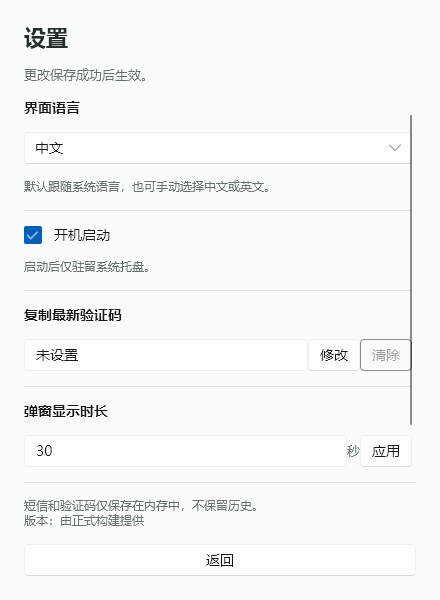 设置
更改保存成功后生效。
界面语言
中文
默认跟随系统语言，也可手动选择中文或英文。
开机启动
启动后仅驻留系统托盘。
复制最新验证码
未设置 修改 清除
弹窗显示时长
30 秒 应用
短信和验证码仅保存在内存中，不保留历史。
版本：由正式构建提供
返回